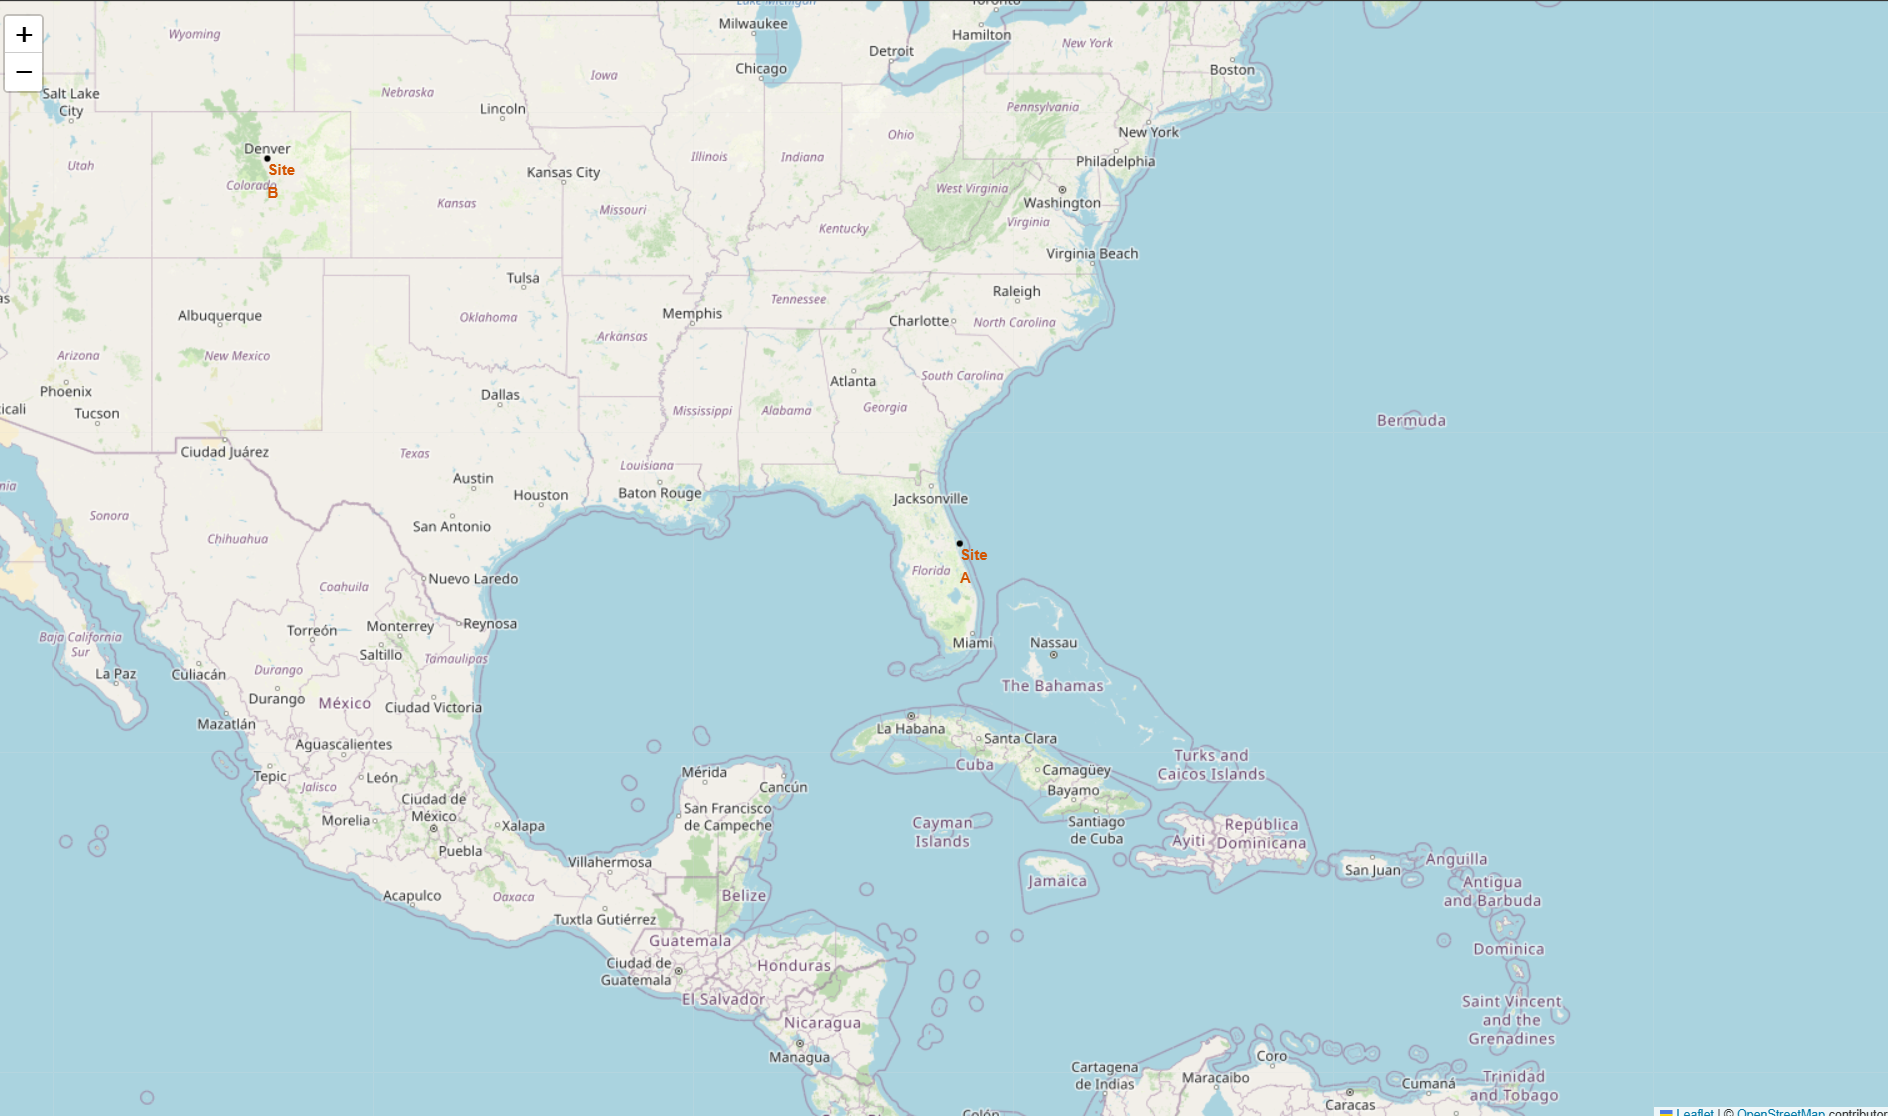 +
−
Wyoming
Salt Lake
City
Utah
Nebraska
Lincoln
Iowa
Milwaukee
Lake Michigan
Chicago
Detroit
Toronto
Hamilton
New York
Boston
Denver
Site
B
Colorado
Kansas
Kansas City
Missouri
Illinois
Indiana
Ohio
Pennsylvania
New York
Philadelphia
West Virginia
Washington
Virginia
Virginia Beach
Kentucky
Tulsa
Oklahoma
Memphis
Tennessee
Raleigh
Charlotte
North Carolina
as
Albuquerque
New Mexico
Arizona
Phoenix
Tucson
icali
Arkansas
Dallas
Mississippi
Alabama
Atlanta
Georgia
South Carolina
Bermuda
Ciudad Juárez
Texas
Austin
Houston
San Antonio
Louisiana
Baton Rouge
Jacksonville
Site
A
Florida
Miami
nia
Sonora
Chihuahua
Coahuila
Nuevo Laredo
Reynosa
Baja California
Sur
La Paz
Torreón
Monterrey
Saltillo
Tamaulipas
Culiacán
Durango
Durango
México
Ciudad Victoria
Mazatlán
Aguascalientes
Tepic
León
Jalisco
Ciudad de
México
Morelia
Xalapa
Puebla
Acapulco
Oaxaca
Villahermosa
Tuxtla Gutiérrez
Mérida
Cancún
San Francisco
de Campeche
Belize
Guatemala
Ciudad de
Guatemala
Honduras
El Salvador
Nicaragua
Managua
Nassau
The Bahamas
La Habana
Santa Clara
Cuba
Camagüey
Bayamo
Santiago
de Cuba
Cayman
Islands
Jamaica
Turks and
Caicos Islands
Ayiti
República
Dominicana
San Juan
Anguilla
Antigua
and Barbuda
Dominica
Saint Vincent
and the
Grenadines
Trinidad
and Tobago
Cartagena
de Indias
Maracaibo
Coro
Caracas
Cumaná
Colón
Leaflet | © OpenStreetMap contributor